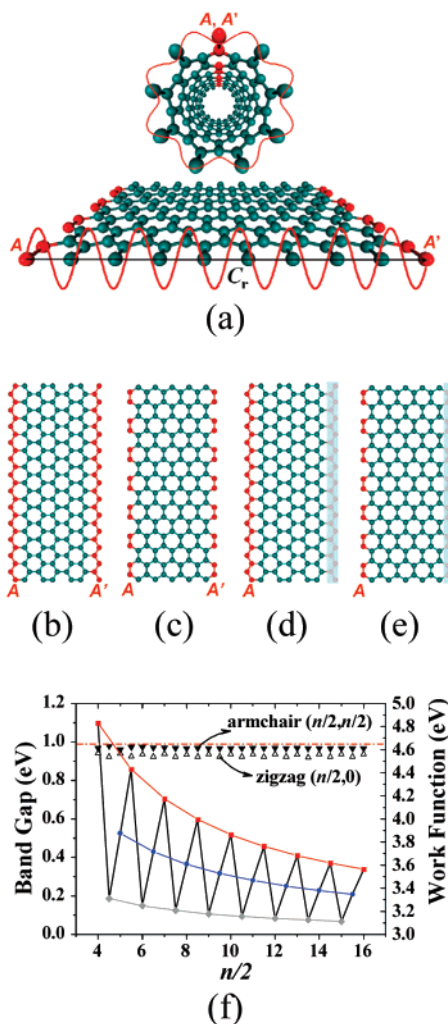 A, A'
A
A'
Cr
(a)
A
A'
A
A'
A
A
(b)
(c)
(d)
(e)
1.2
1.0
0.8
0.6
0.4
0.2
0.0
Band Gap (eV)
armchair (n/2,n/2)
zigzag (n/2,0)
5.0
4.8
4.6
4.4
4.2
4.0
3.8
3.6
3.4
3.2
3.0
Work Function (eV)
4
6
8
10
12
14
16
n/2
(f)